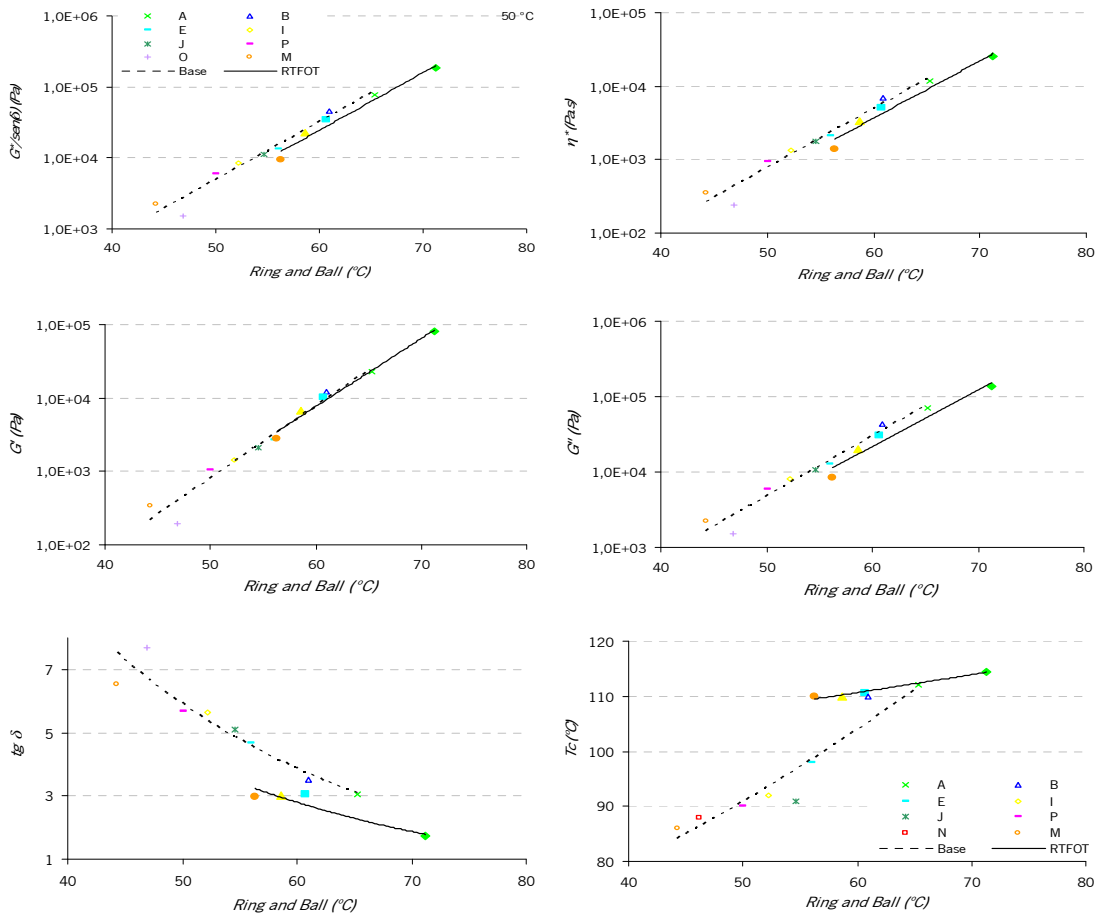 1,0E+06
50 °C
A B
E I
J P
O M
Base RTFOT
1,0E+05
1,0E+04
1,0E+03
G*/sen(δ) (Pa)
40 50 60 70 80
Ring and Ball (°C)
1,0E+05
1,0E+04
1,0E+03
1,0E+02
η* (Pa.s)
40 50 60 70 80
Ring and Ball (°C)
1,0E+05
1,0E+04
1,0E+03
1,0E+02
G' (Pa)
40 50 60 70 80
Ring and Ball (°C)
1,0E+06
1,0E+05
1,0E+04
1,0E+03
G'' (Pa)
40 50 60 70 80
Ring and Ball (°C)
7
5
3
1
tg δ
40 50 60 70 80
Ring and Ball (°C)
120
110
100
90
80
Tc (°C)
A B
E I
J P
N M
Base RTFOT
40 50 60 70 80
Ring and Ball (°C)